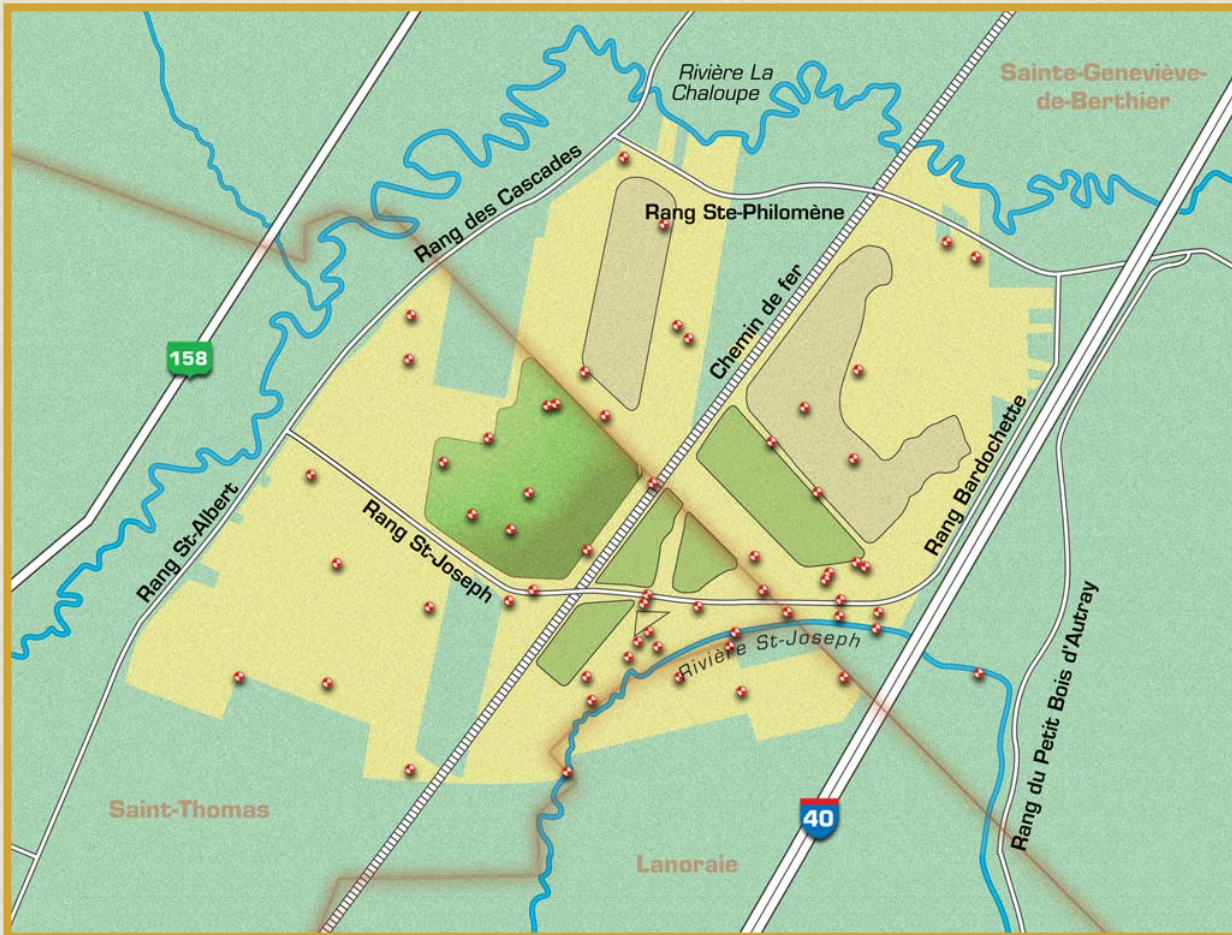 Rivière La
Chaloupe
Sainte-Geneviève-
de-Berthier
Rang des Cascades
Rang Ste-Philomène
Chemin de fer
158
Rang Bardochette
Rang St-Albert
Rang St-Joseph
Rivière St-Joseph
Rang du Petit Bois d'Autray
Saint-Thomas
40
Lanoraie